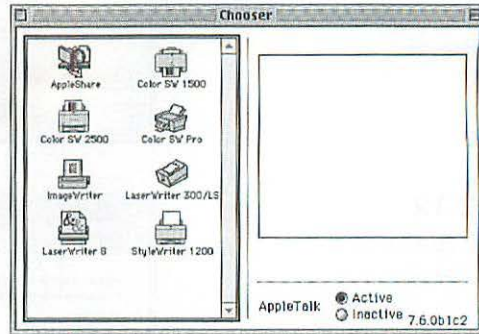 Chooser
AppleShare
Color SW 1500
Color SW 2500
Color SW Pro
ImageWriter
LaserWriter 300/LS
LaserWriter 8
StyleWriter 1200
AppleTalk
Active
Inactive
7.6.0b1c2